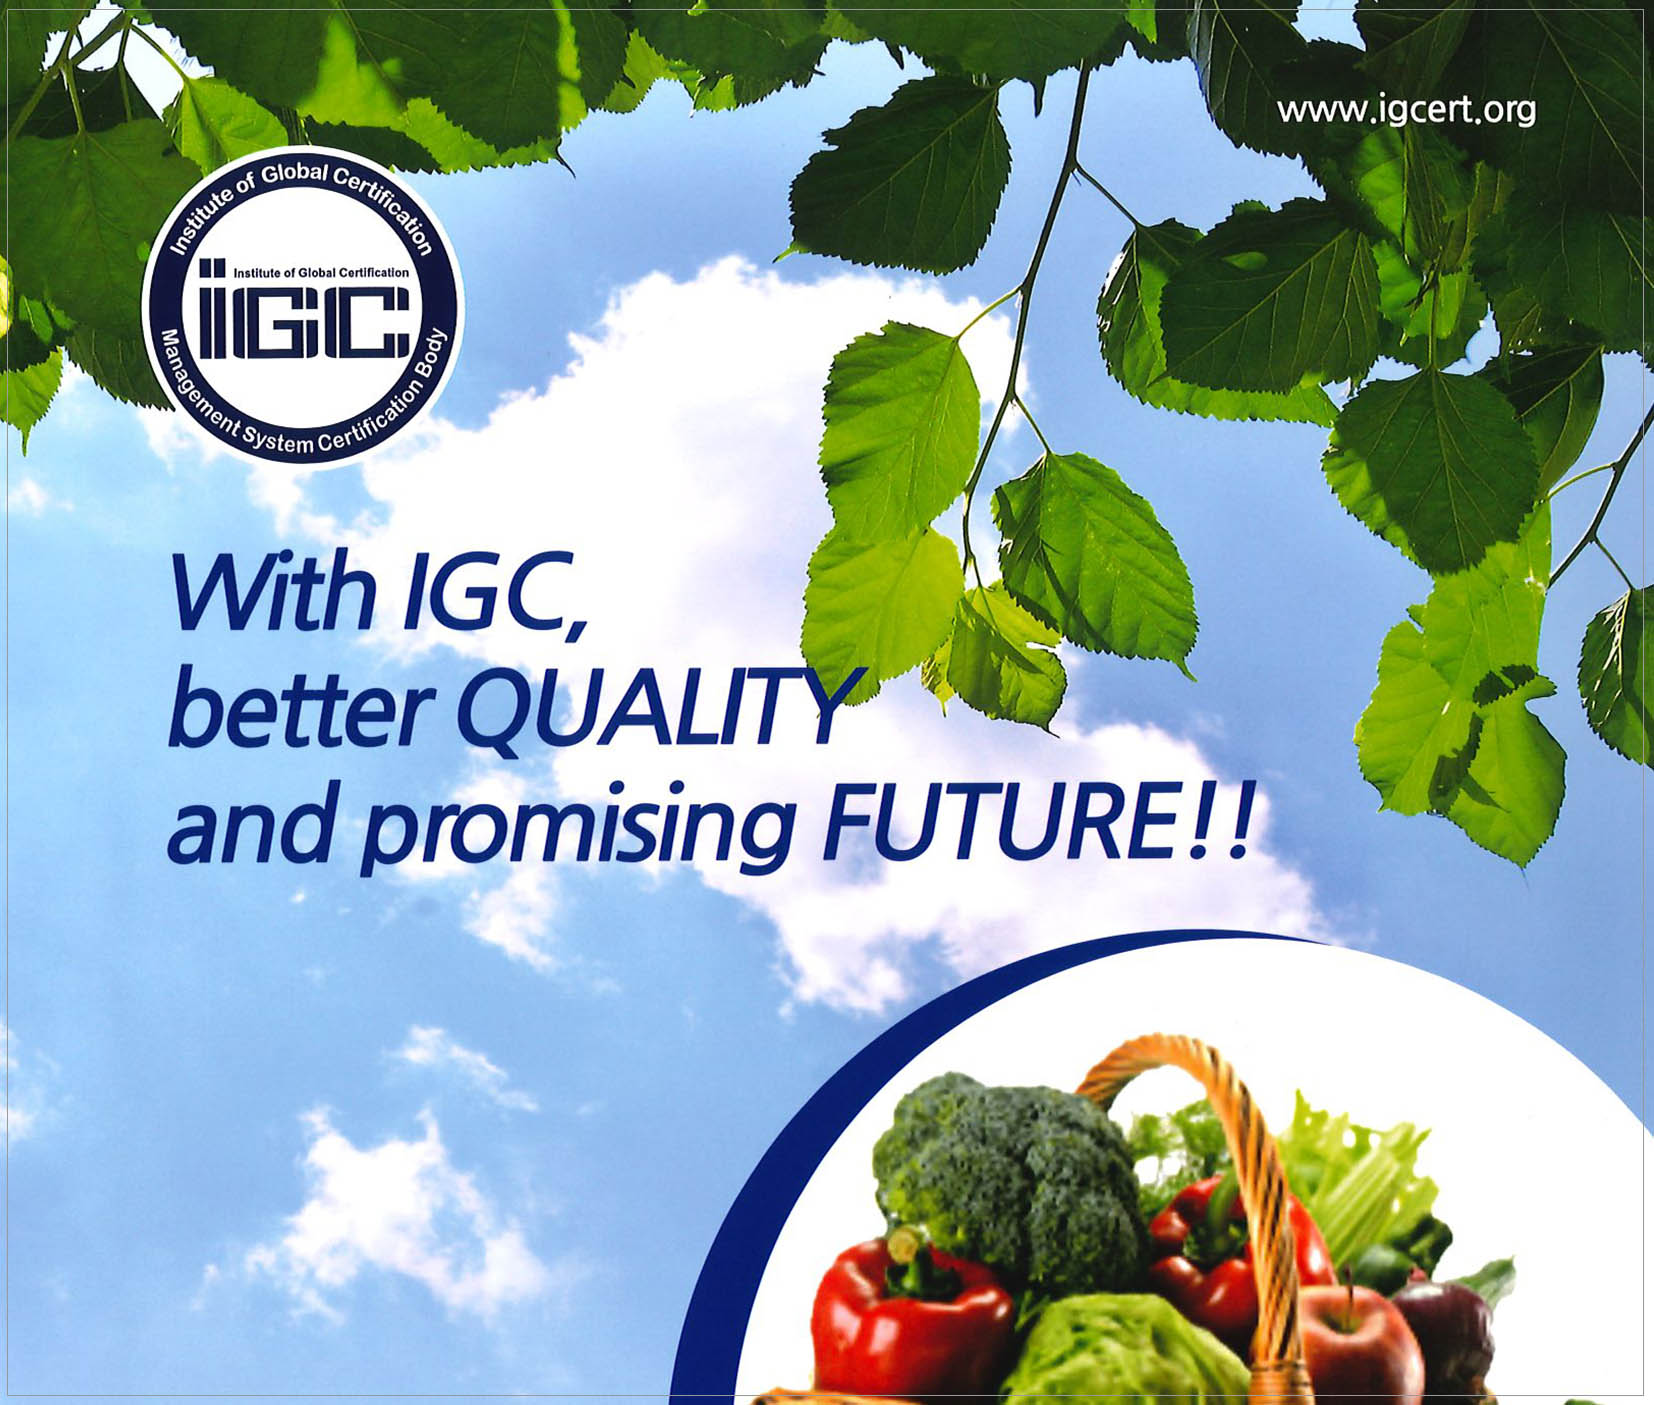 www.igcert.org
Institute of Global Certification
Institute of Global Certification
iGC
Management System Certification Body
With IGC,
better QUALITY
and promising FUTURE!!